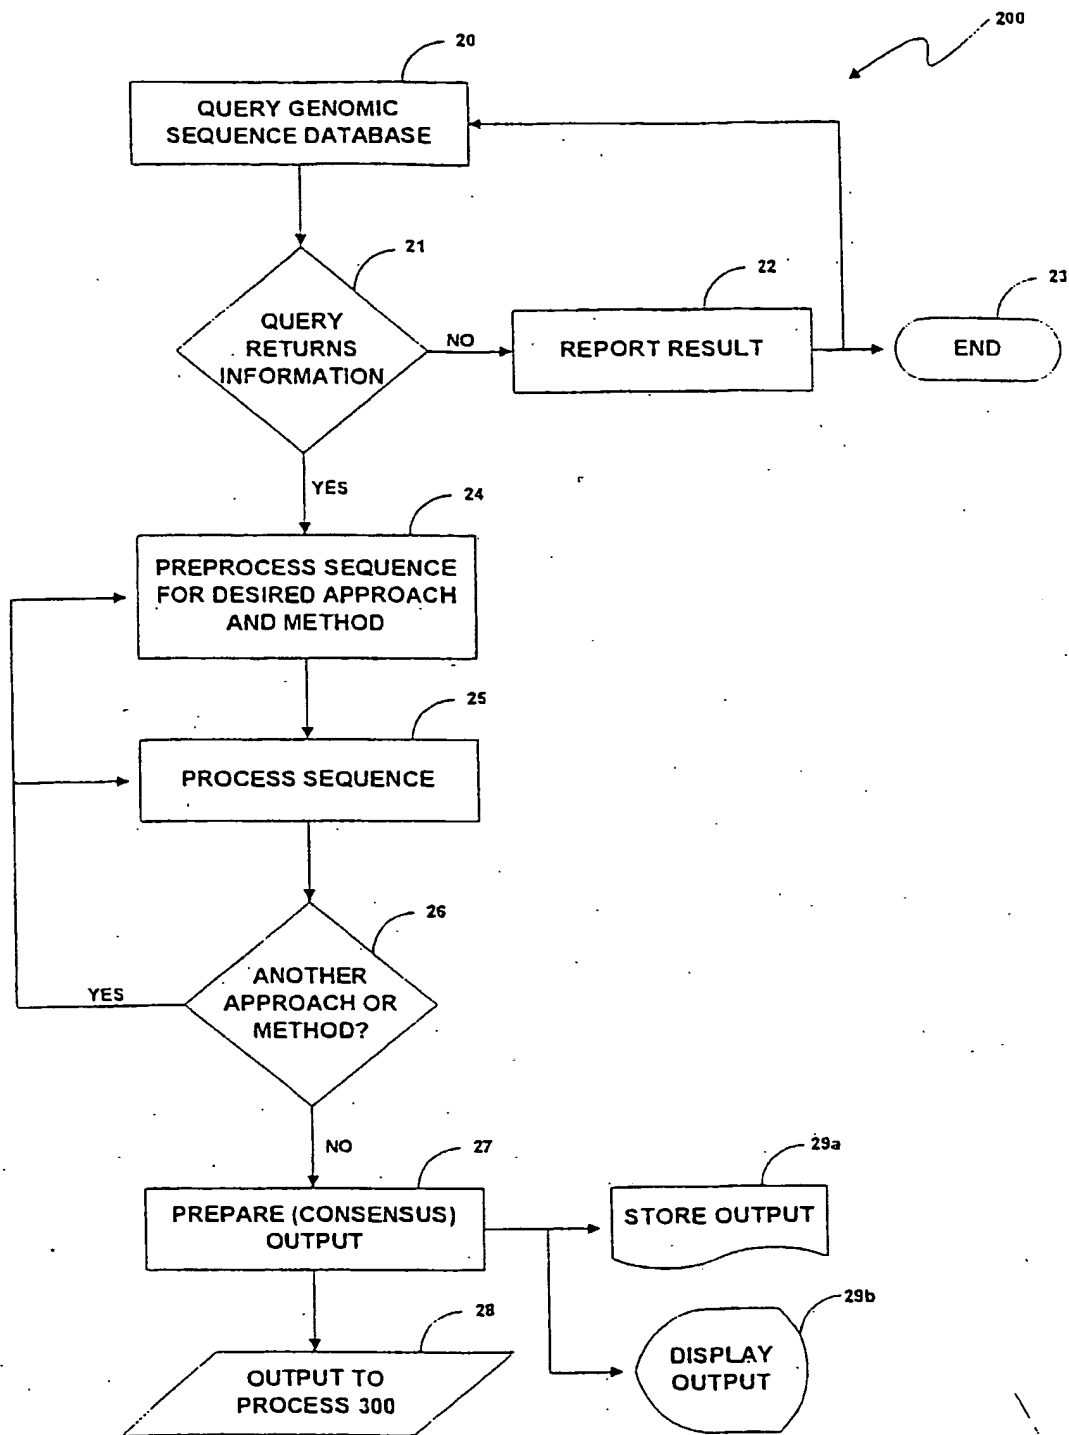 200
20
QUERY GENOMIC
SEQUENCE DATABASE
21
QUERY
RETURNS
INFORMATION
NO
22
REPORT RESULT
23
END
YES
24
PREPROCESS SEQUENCE
FOR DESIRED APPROACH
AND METHOD
25
PROCESS SEQUENCE
26
ANOTHER
APPROACH OR
METHOD?
YES
NO
27
PREPARE (CONSENSUS)
OUTPUT
29a
STORE OUTPUT
28
OUTPUT TO
PROCESS 300
29b
DISPLAY
OUTPUT